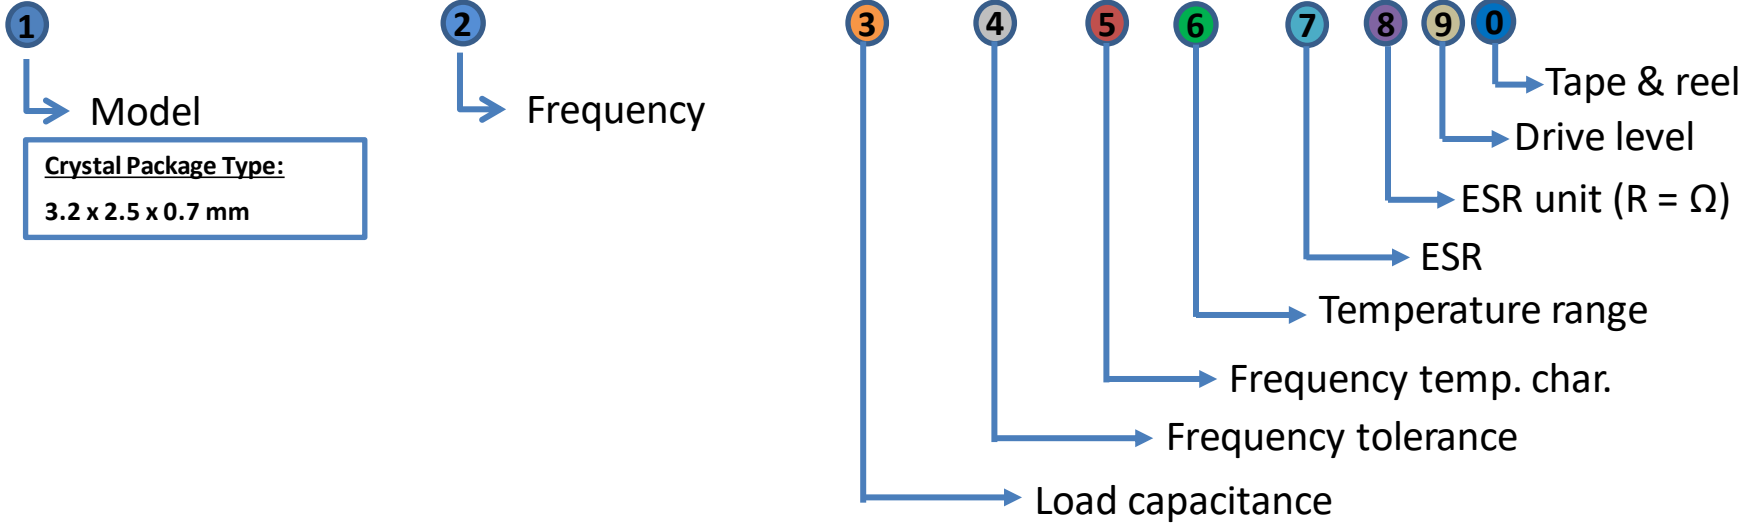 1 2 3 4 5 6 7 8 9 0
Model
Frequency
Tape & reel
Drive level
Crystal Package Type:
3.2 x 2.5 x 0.7 mm
ESR unit (R = Ω)
ESR
Temperature range
Frequency temp. char.
Frequency tolerance
Load capacitance